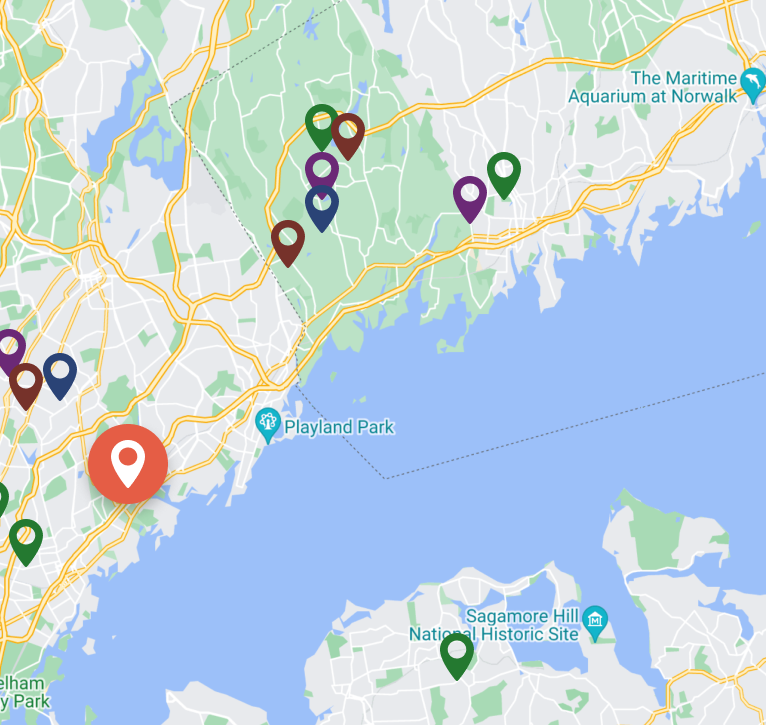 The Maritime
Aquarium at Norwalk
Playland Park
Sagamore Hill
National Historic Site
elham
y Park